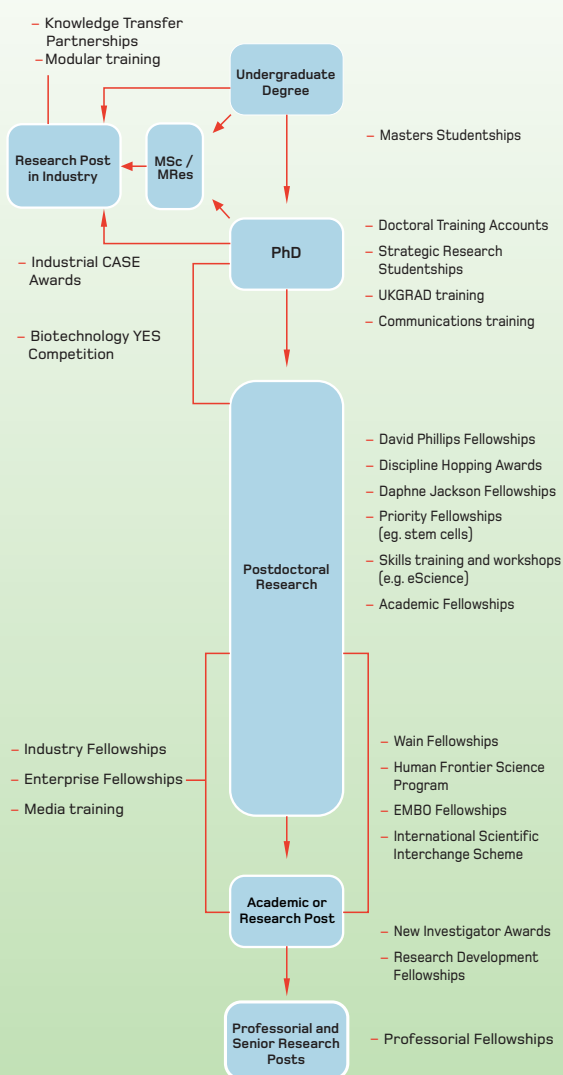 – Knowledge Transfer
Partnerships
– Modular training
Undergraduate
Degree
– Masters Studentships
Research Post
in Industry
MSc /
MRes
PhD
– Doctoral Training Accounts
– Strategic Research
Studentships
– UKGRAD training
– Communications training
– Industrial CASE
Awards
– Biotechnology YES
Competition
Postdoctoral
Research
– David Phillips Fellowships
– Discipline Hopping Awards
– Daphne Jackson Fellowships
– Priority Fellowships
(eg. stem cells)
– Skills training and workshops
(e.g. eScience)
– Academic Fellowships
– Industry Fellowships
– Enterprise Fellowships
– Media training
– Wain Fellowships
– Human Frontier Science
Program
– EMBO Fellowships
– International Scientific
Interchange Scheme
Academic or
Research Post
– New Investigator Awards
– Research Development
Fellowships
Professorial and
Senior Research
Posts
– Professorial Fellowships